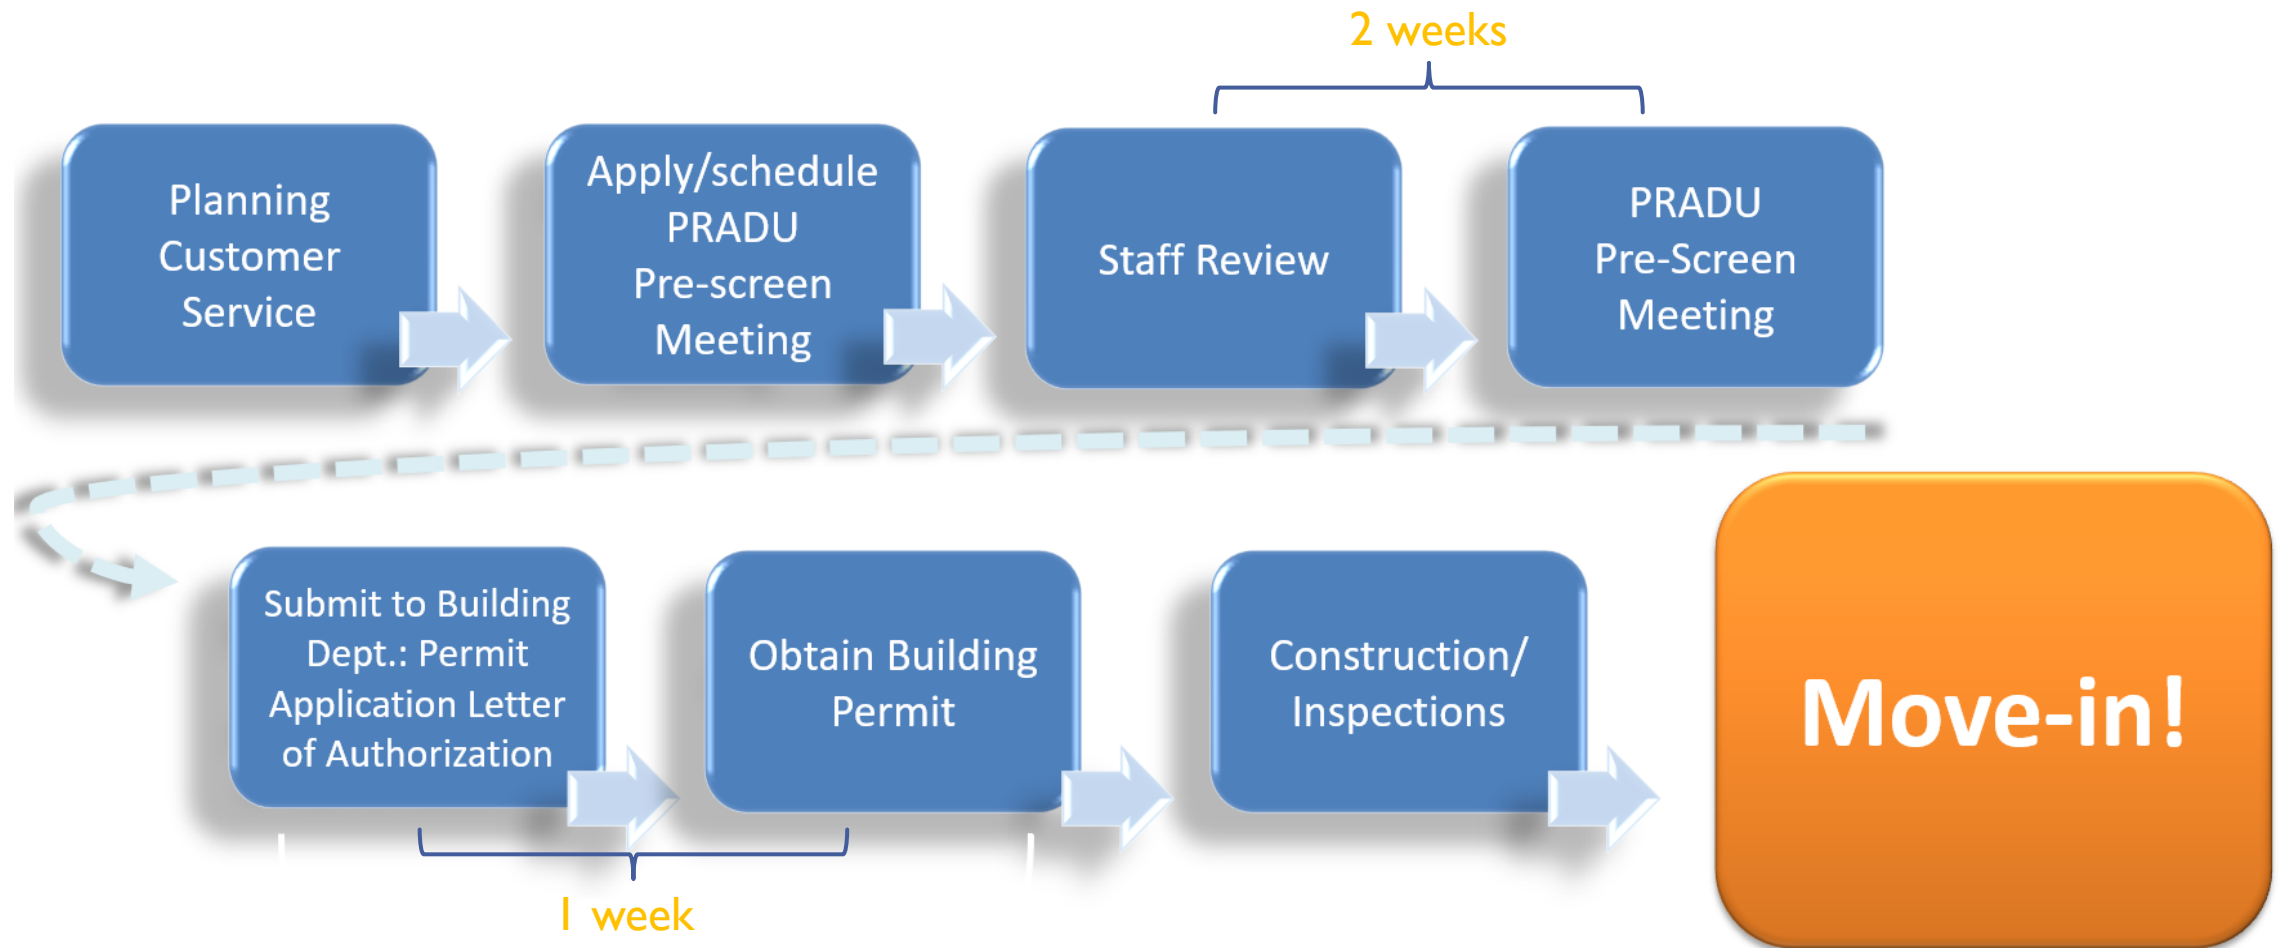 2 weeks
Planning
Customer
Service
Apply/schedule
PRADU
Pre-screen
Meeting
Staff Review
PRADU
Pre-Screen
Meeting
Submit to Building
Dept.: Permit
Application Letter
of Authorization
Obtain Building
Permit
Construction/
Inspections
Move-in!
1 week